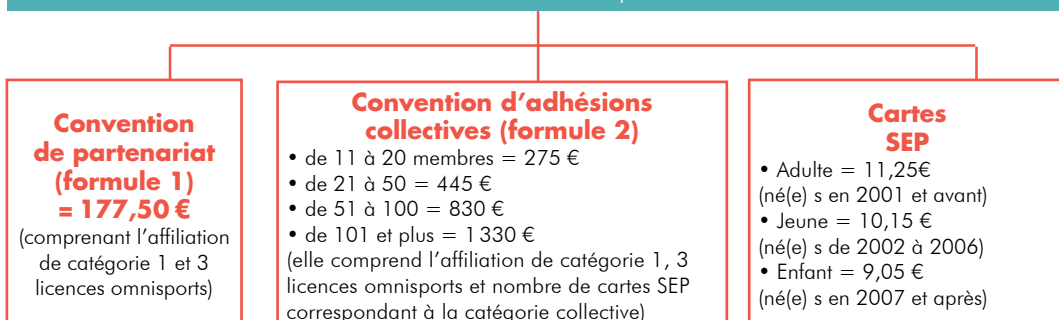 Convention
de partenariat
(formule 1)
= 177,50 €
(comprenant l'affiliation
de catégorie 1 et 3
licences omnisports)
Convention d'adhésions
collectives (formule 2)
• de 11 à 20 membres = 275 €
• de 21 à 50 = 445 €
• de 51 à 100 = 830 €
• de 101 et plus = 1330 €
(elle comprend l'affiliation de catégorie 1, 3
licences omnisports et nombre de cartes SEP
correspondant à la catégorie collective)
Cartes
SEP
• Adulte = 11,25€
(né(e) s en 2001 et avant)
• Jeune = 10,15 €
(né(e) s de 2002 à 2006)
• Enfant = 9,05 €
(né(e) s en 2007 et après)